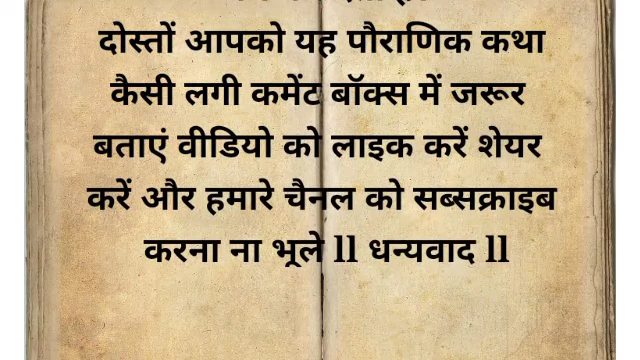 दोस्तों आपको यह पौराणिक कथा
कैसी लगी कमेंट बॉक्स में जरूर
बताएं वीडियो को लाइक करें शेयर
करें और हमारे चैनल को सब्सक्राइब
करना ना भूले ll धन्यवाद ll